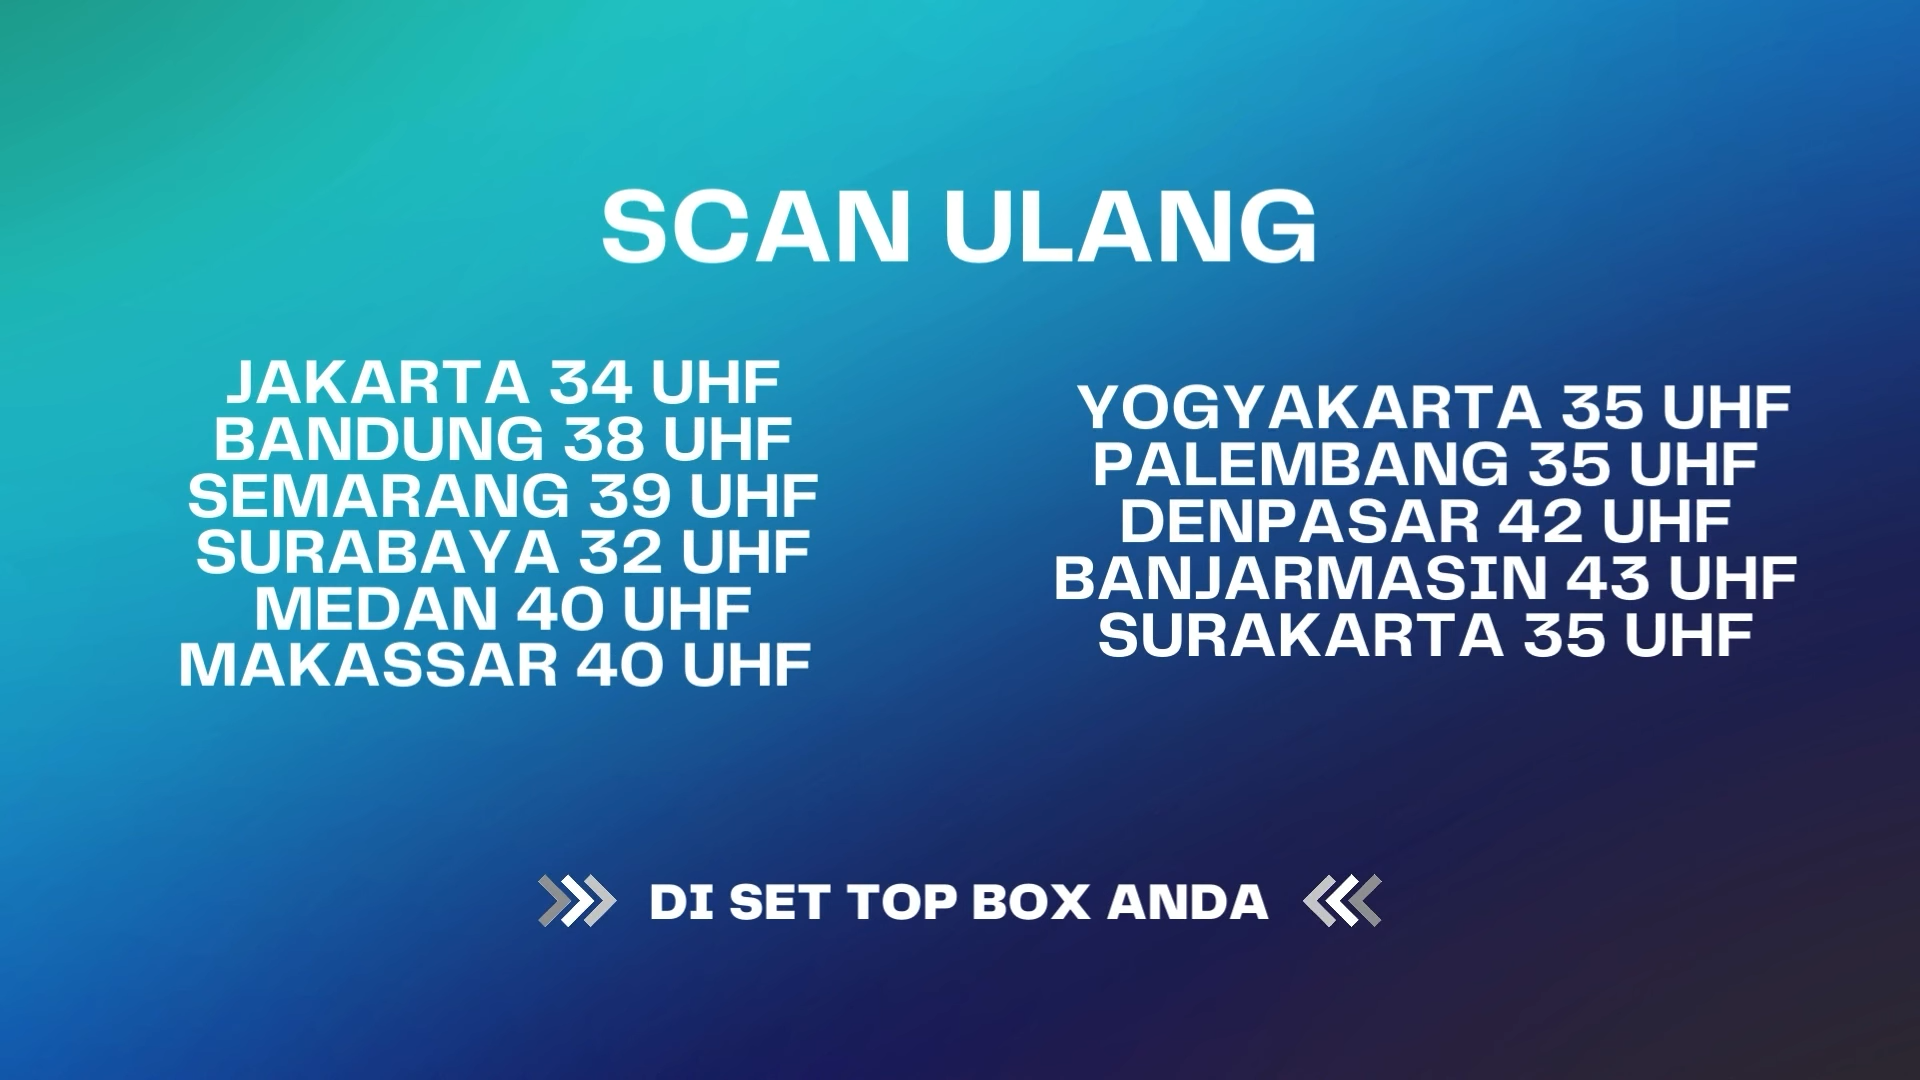 SCAN ULANG
JAKARTA 34 UHF
BANDUNG 38 UHF
SEMARANG 39 UHF
SURABAYA 32 UHF
MEDAN 40 UHF
MAKASSAR 40 UHF
YOGYAKARTA 35 UHF
PALEMBANG 35 UHF
DENPASAR 42 UHF
BANJARMASIN 43 UHF
SURAKARTA 35 UHF
DI SET TOP BOX ANDA